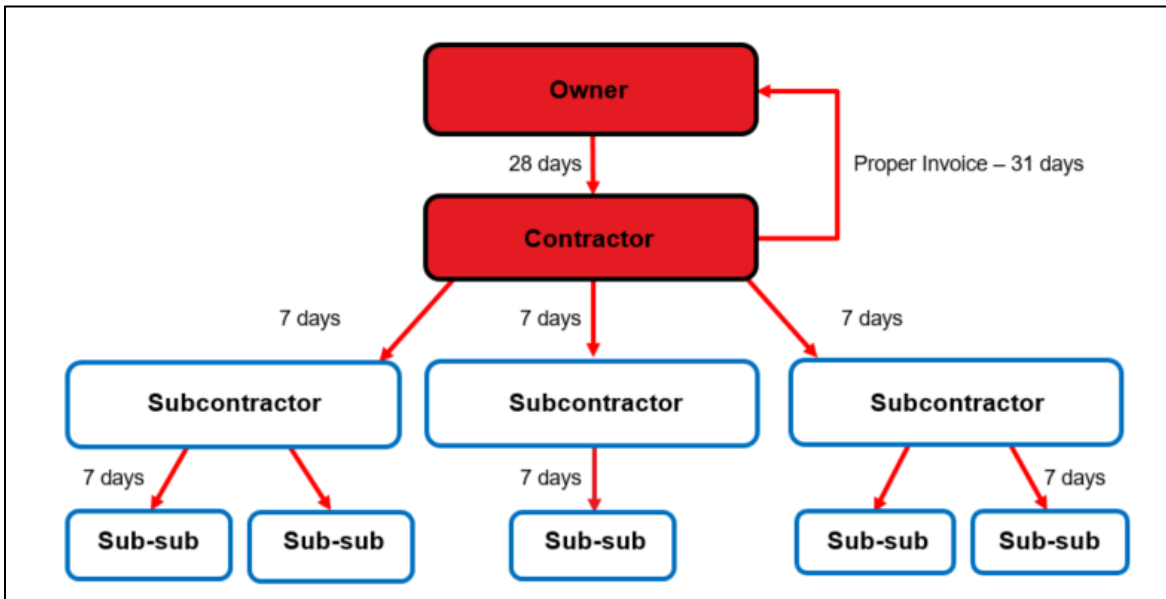 Owner
28 days
Proper Invoice – 31 days
Contractor
7 days
7 days
7 days
Subcontractor
Subcontractor
Subcontractor
7 days
7 days
7 days
Sub-sub
Sub-sub
Sub-sub
Sub-sub
Sub-sub